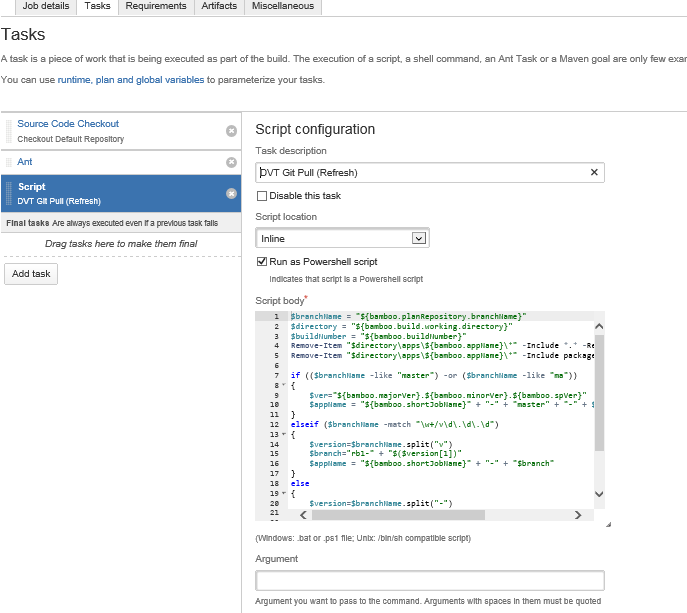 Job details Tasks Requirements Artifacts Miscellaneous
Tasks
A task is a piece of work that is being executed as part of the build. The execution of a script, a shell command, an Ant Task or a Maven goal are only few exa
You can use runtime, plan and global variables to parameterize your tasks.
Source Code Checkout
Checkout Default Repository
Ant
Script
DVT Git Pull (Refresh)
Final tasks Are always executed even if a previous task fails
Drag tasks here to make them final
Add task
Script configuration
Task description
DVT Git Pull (Refresh)
Disable this task
Script location
Inline
Run as Powershell script
Indicates that script is a Powershell script
Script body*
1 $branchName = "${bamboo.planRepository.branchName}"
2 $directory = "${bamboo.build.working.directory}"
3 $buildNumber = "${bamboo.buildNumber}"
4 Remove-Item "$directory\apps\${bamboo.appName}\*" -Include "." -Re
5 Remove-Item "$directory\apps\${bamboo.appName}\*" -Include package
6
7 if (($branchName -like "master") -or ($branchName -like "ma"))
8 {
9 $ver="${bamboo.majorVer}.${bamboo.minorVer}.${bamboo.spVer}"
10 $appName = "${bamboo.shortJobName}" + "-" + "master" + "-" + $
11 }
12 elseif ($branchName -match "\w+/v\d\.\d\.\d")
13 {
14 $version=$branchName.split("v")
15 $branch="rb1-" + "$($version[1])"
16 $appName = "${bamboo.shortJobName}" + "-" + "$branch"
17 }
18 else
19 {
20 $version=$branchName.split("-")
21
(Windows: .bat or .ps1 file; Unix: /bin/sh compatible script)
Argument
Argument you want to pass to the command. Arguments with spaces in them must be quoted